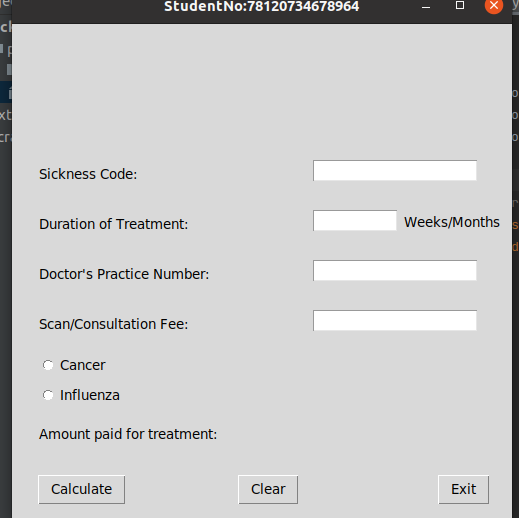 StudentNo:78120734678964
Sickness Code:
Duration of Treatment: Weeks/Months
Doctor's Practice Number:
Scan/Consultation Fee:
Cancer
Influenza
Amount paid for treatment:
Calculate Clear Exit